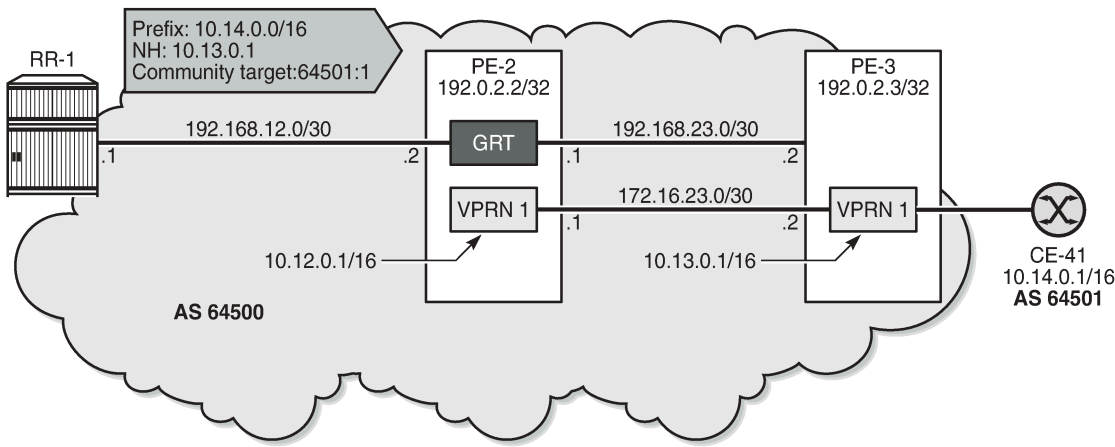 Prefix: 10.14.0.0/16
NH: 10.13.0.1
Community target:64501:1
RR-1
PE-2
192.0.2.2/32
PE-3
192.0.2.3/32
192.168.12.0/30
.1
.2
GRT
192.168.23.0/30
.1
.2
VPRN 1
172.16.23.0/30
.1
.2
VPRN 1
10.12.0.1/16
10.13.0.1/16
CE-41
10.14.0.1/16
AS 64501
AS 64500